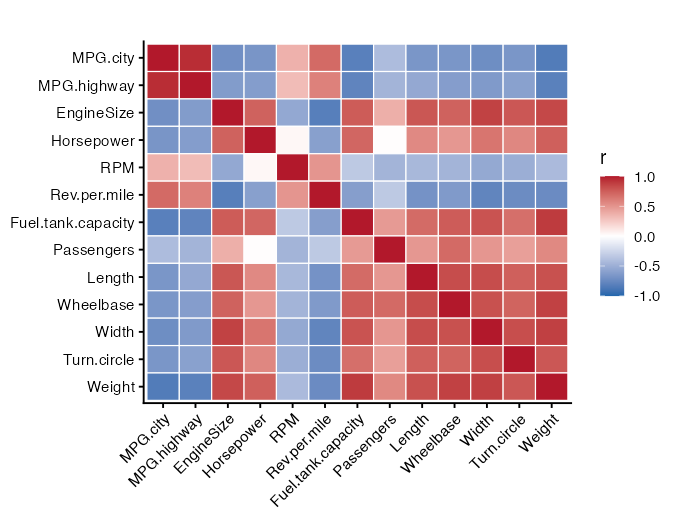 MPG.city
MPG.highway
EngineSize
Horsepower
RPM
Rev.per.mile
Fuel.tank.capacity
Passengers
Length
Wheelbase
Width
Turn.circle
Weight
MPG.city
MPG.highway
EngineSize
Horsepower
RPM
Rev.per.mile
Fuel.tank.capacity
Passengers
Length
Wheelbase
Width
Turn.circle
Weight
r
1.0
0.5
0.0
-0.5
-1.0